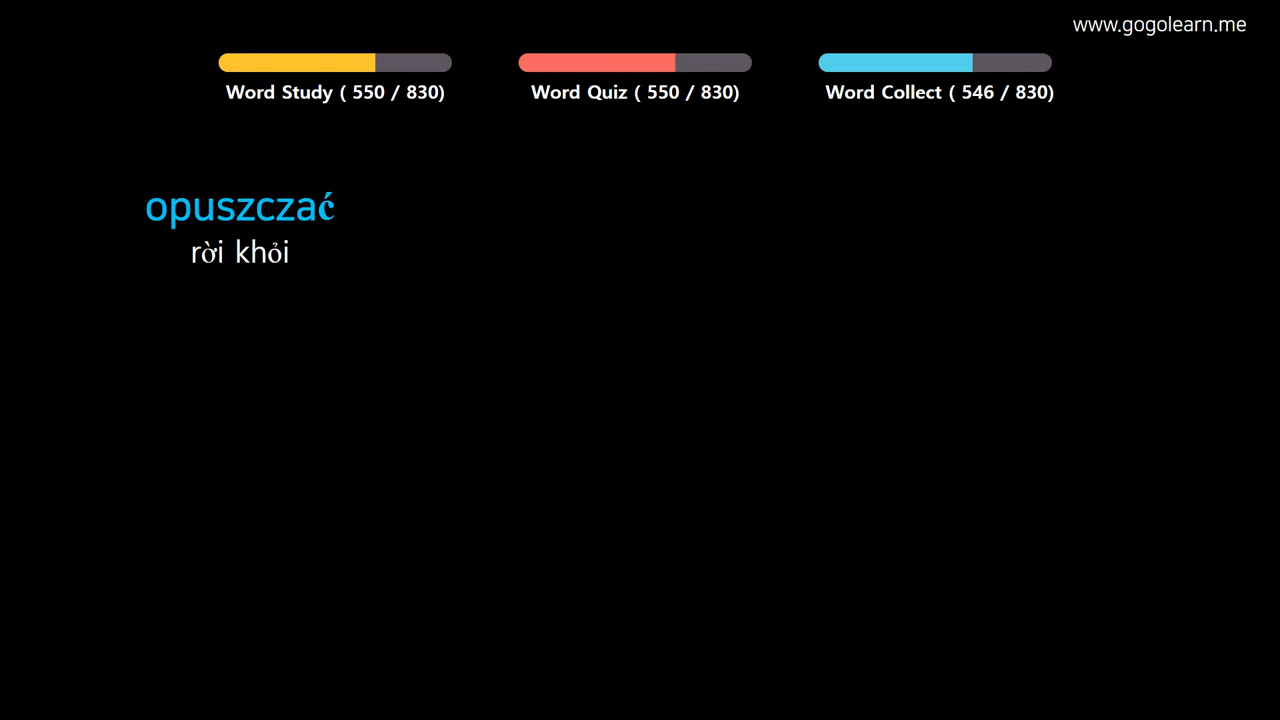 www.gogolearn.me
Word Study ( 550 / 830)
Word Quiz ( 550 / 830)
Word Collect ( 546 / 830)
opuszczać
rời khỏi